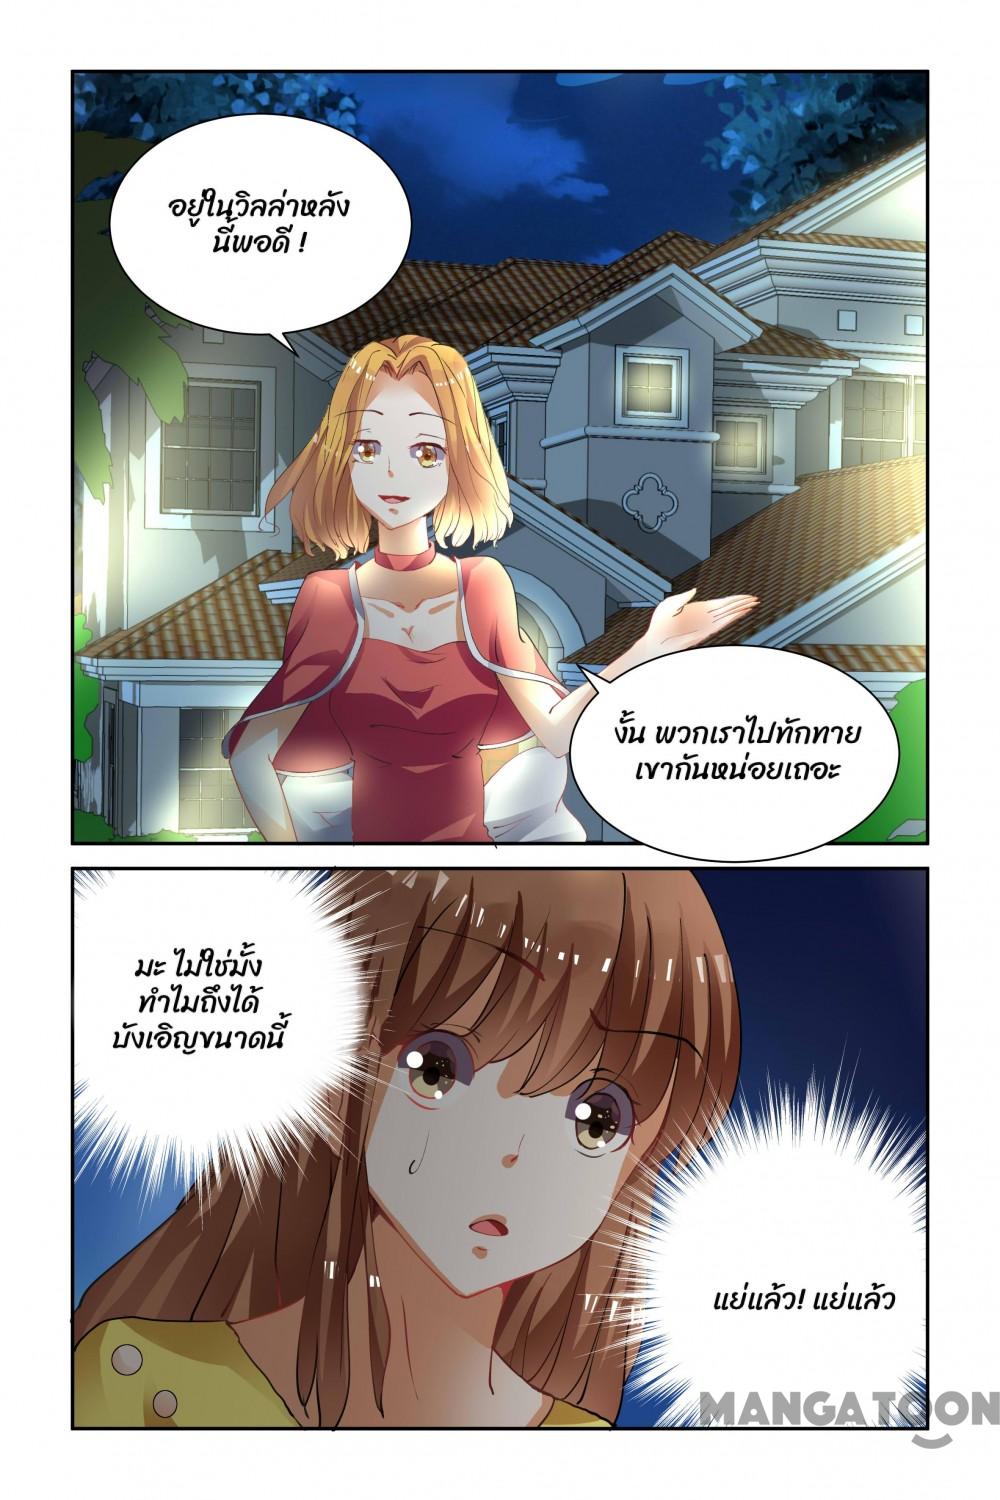 อยู่ในวิลล่าหลัง
นี้พอดี !
งั้น พวกเราไปทักทาย
เขากันหน่อยเถอะ
มะ ไม่ใช่มั้ง
ทำไมถึงได้
บังเอิญขนาดนี้
แย่แล้ว! แย่แล้ว
MANGATOON